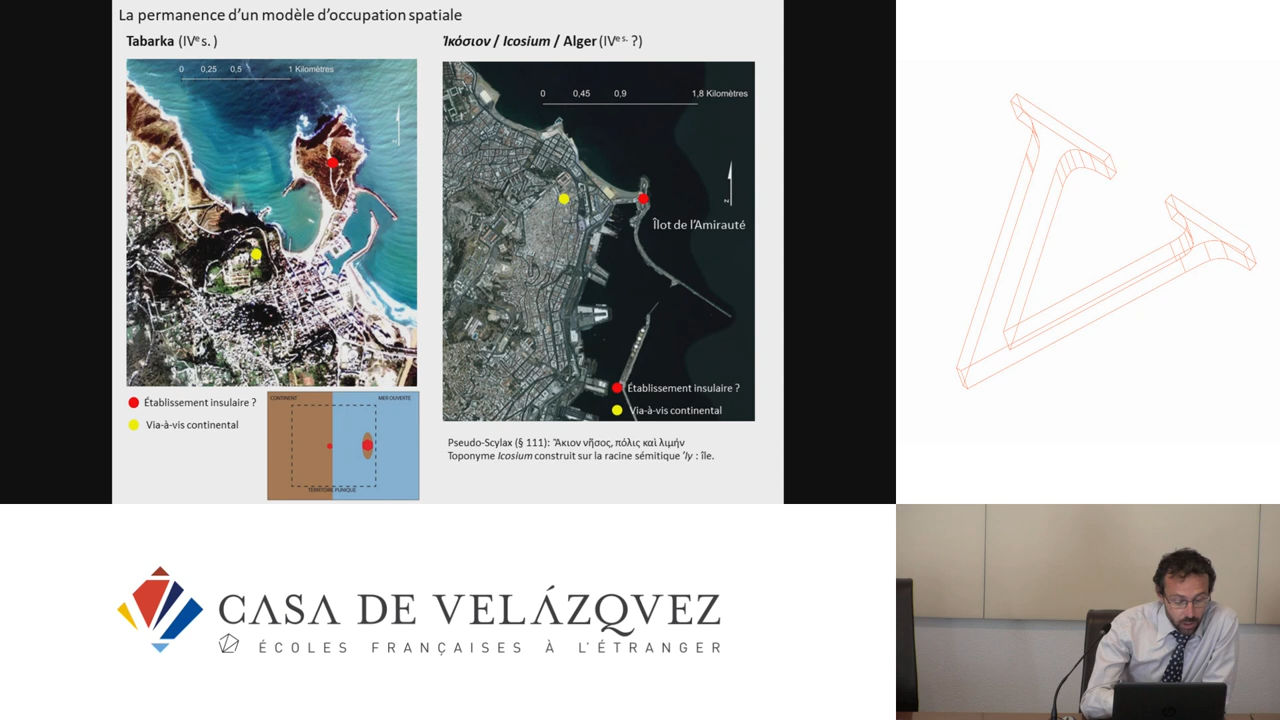 La permanence d'un modèle d'occupation spatiale
Tabarka (IVe s. )
Ἰκόσιον / Icosium / Alger (IVe s. ?)
0 0,25 0,5 1 Kilomètres
0 0,45 0,9 1,8 Kilomètres
N
Îlot de l'Amirauté
Établissement insulaire ?
Via-à-vis continental
Établissement insulaire ?
Via-à-vis continental
CONTINENT
MER OUVERTE
TERRITOIRE PUNIQUE
Pseudo-Scylax (§ 111): Ἄκιον νῆσος, πόλις καὶ λιμήν
Toponyme Icosium construit sur la racine sémitique 'Iy : île.
CASA DE VELÁZQVEZ
ÉCOLES FRANÇAISES À L'ÉTRANGER